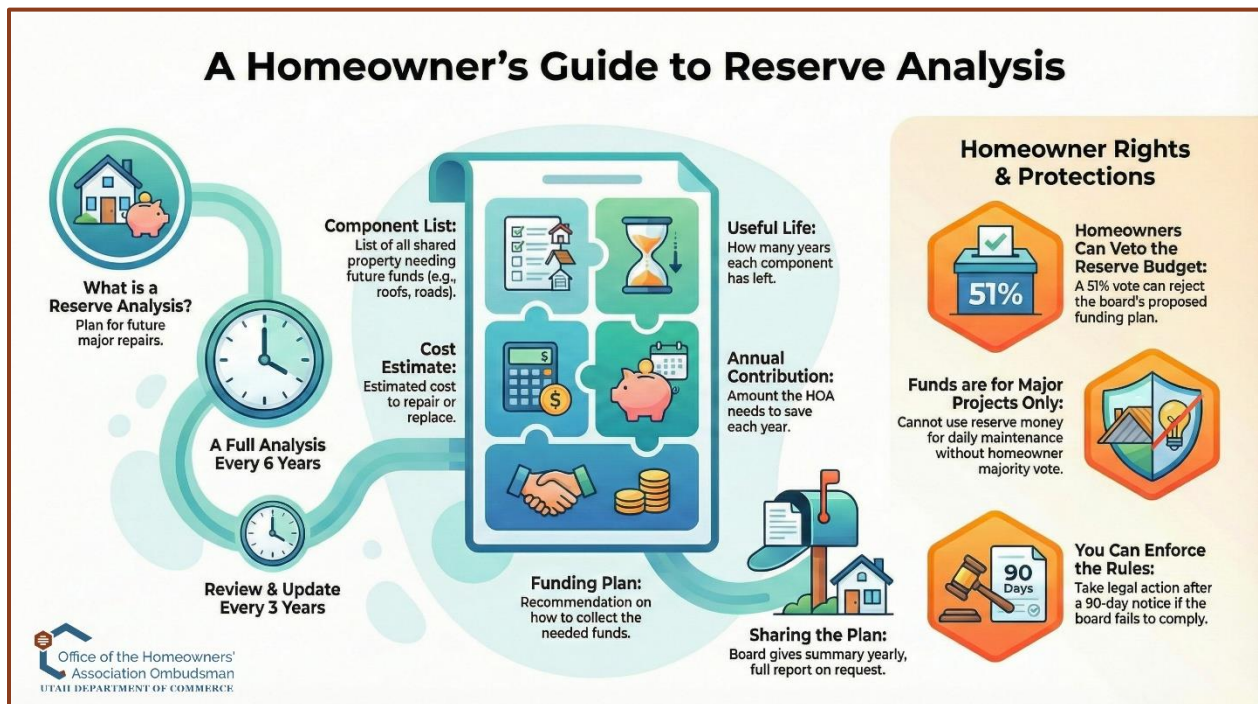 A Homeowner's Guide to Reserve Analysis
What is a
Reserve Analysis?
Plan for future
major repairs.
A Full Analysis
Every 6 Years
Review & Update
Every 3 Years
Component List:
List of all shared
property needing
future funds (e.g.,
roofs, roads).
Useful Life:
How many years
each component
has left.
Cost
Estimate:
Estimated cost
to repair or
replace.
$
$
Annual
Contribution:
Amount the HOA
needs to save
each year.
Funding Plan:
Recommendation on
how to collect the
needed funds.
Sharing the Plan:
Board gives summary yearly,
full report on request.
Homeowner Rights
& Protections
51%
Homeowners
Can Veto the
Reserve Budget:
A 51% vote can reject
the board's proposed
funding plan.
Funds are for Major
Projects Only:
Cannot use reserve money
for daily maintenance
without homeowner
majority vote.
90
Days
You Can Enforce
the Rules:
Take legal action after
a 90-day notice if the
board fails to comply.
Office of the Homeowners'
Association Ombudsman
UTAH DEPARTMENT OF COMMERCE